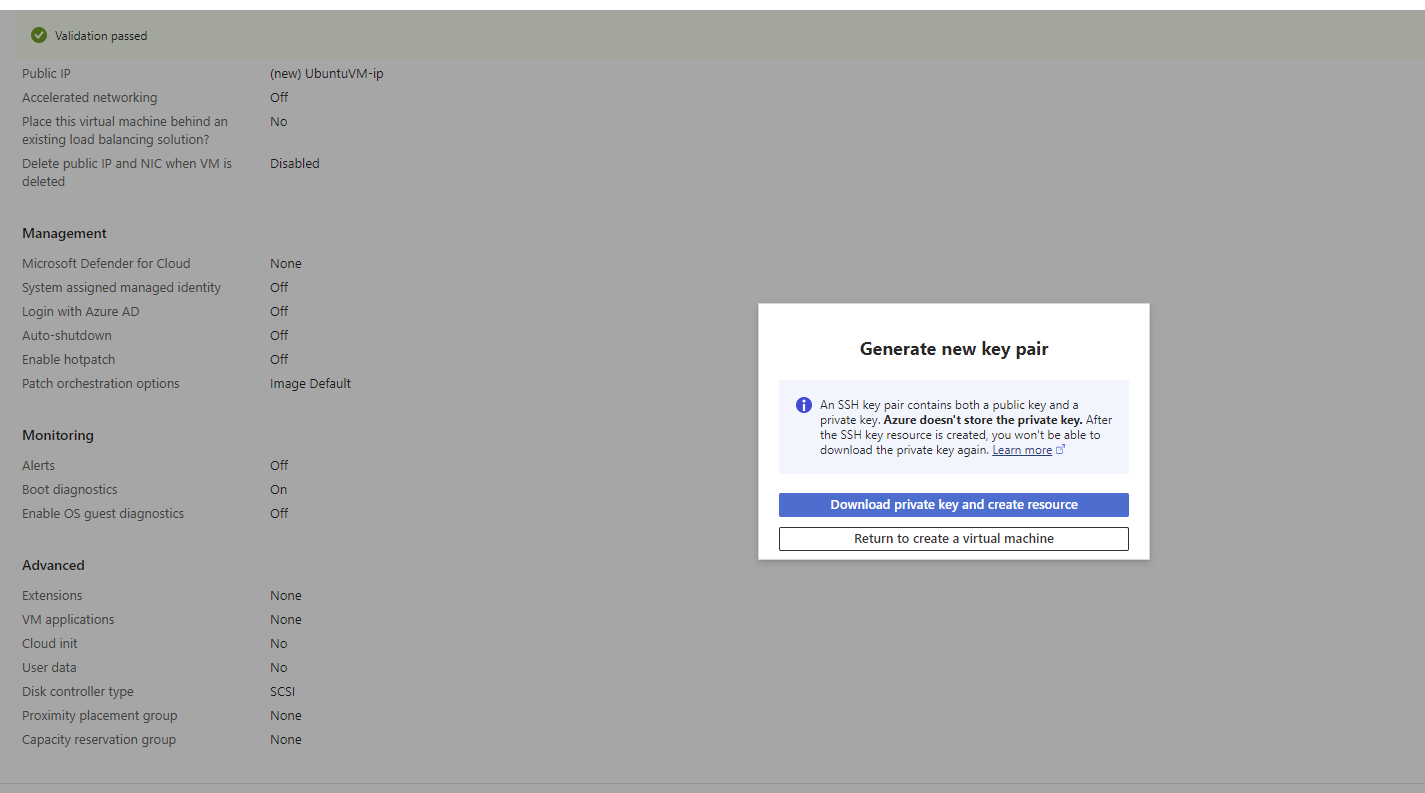 Validation passed
Public IP (new) UbuntuVM-ip
Accelerated networking Off
Place this virtual machine behind an No
existing load balancing solution?
Delete public IP and NIC when VM is Disabled
deleted
Management
Microsoft Defender for Cloud None
System assigned managed identity Off
Login with Azure AD Off
Auto-shutdown Off
Enable hotpatch Off
Patch orchestration options Image Default
Monitoring
Alerts Off
Boot diagnostics On
Enable OS guest diagnostics Off
Advanced
Extensions None
VM applications None
Cloud init No
User data No
Disk controller type SCSI
Proximity placement group None
Capacity reservation group None
Generate new key pair
An SSH key pair contains both a public key and a
private key. Azure doesn't store the private key. After
the SSH key resource is created, you won't be able to
download the private key again. Learn more
Download private key and create resource
Return to create a virtual machine